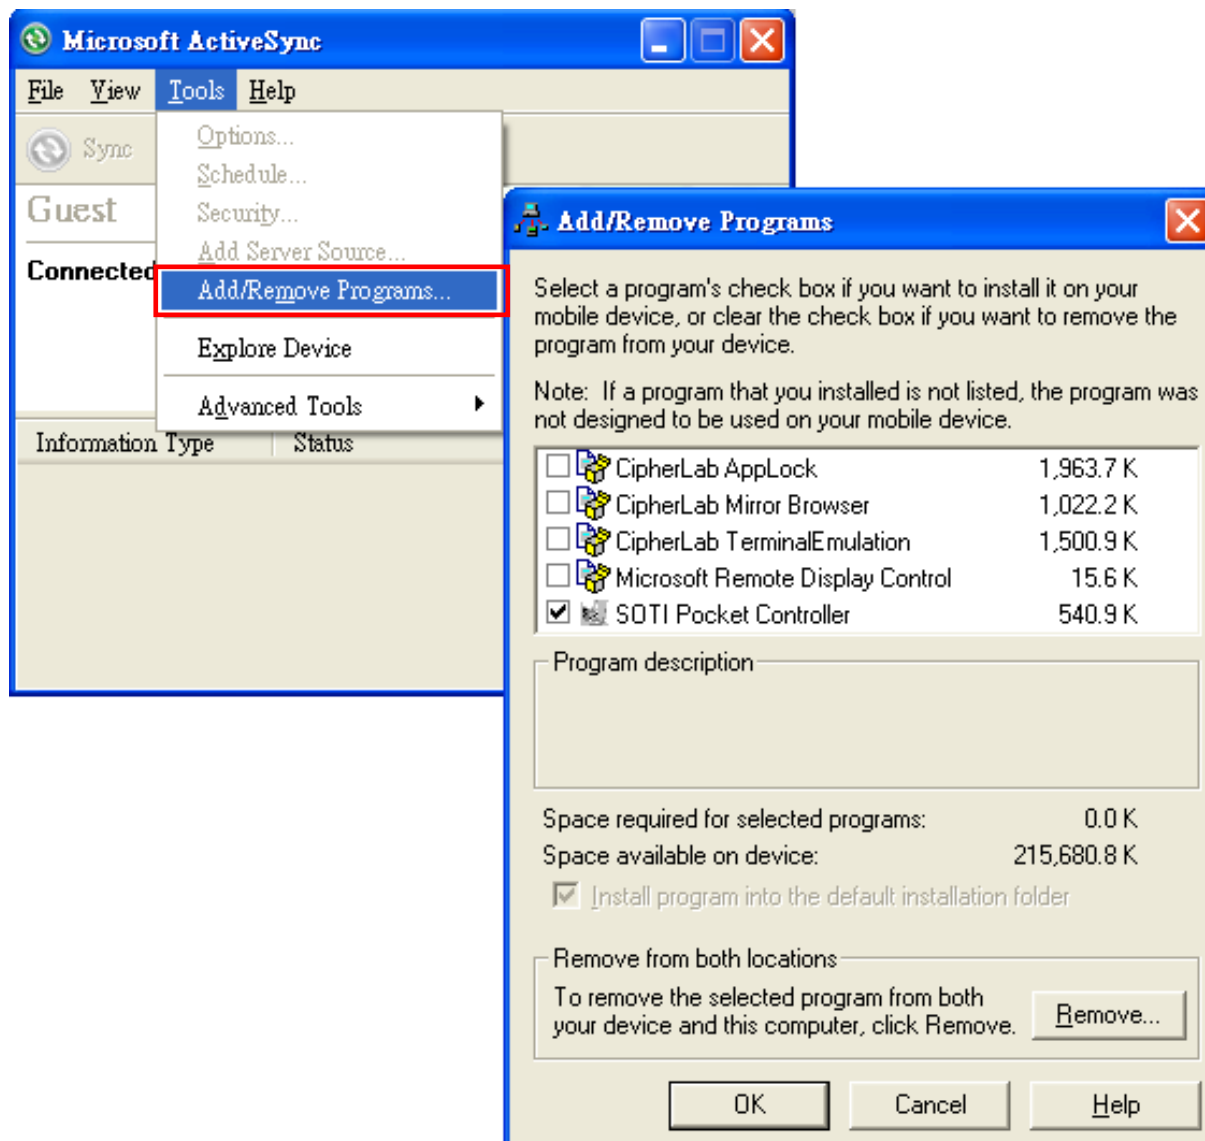 Microsoft ActiveSync
File View Tools Help
Sync
Options...
Schedule...
Security...
Add Server Source...
Add/Remove Programs...
Explore Device
Advanced Tools
Guest
Connected
Information Type Status
Add/Remove Programs
Select a program's check box if you want to install it on your
mobile device, or clear the check box if you want to remove the
program from your device.
Note: If a program that you installed is not listed, the program was
not designed to be used on your mobile device.
CipherLab AppLock 1,963.7 K
CipherLab Mirror Browser 1,022.2 K
CipherLab TerminalEmulation 1,500.9 K
Microsoft Remote Display Control 15.6 K
SOTI Pocket Controller 540.9 K
Program description
Space required for selected programs: 0.0 K
Space available on device: 215,680.8 K
Install program into the default installation folder
Remove from both locations
To remove the selected program from both
your device and this computer, click Remove.
Remove...
OK Cancel Help